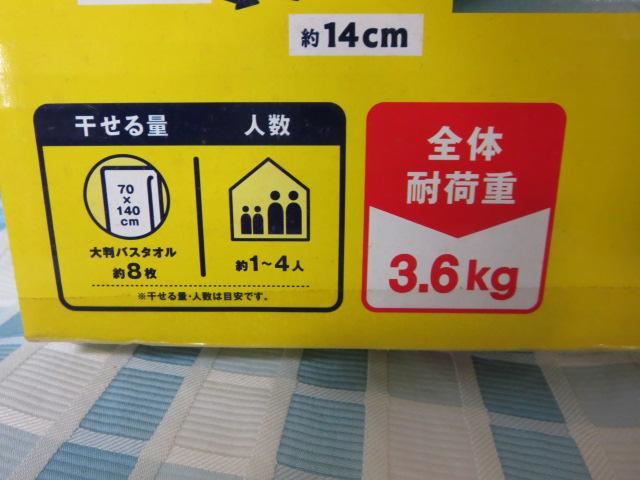 約14cm
干せる量
人数
70
×
140
cm
大判バスタオル
約8枚
約1~4人
※干せる量・人数は目安です。
全体
耐荷重
3.6kg